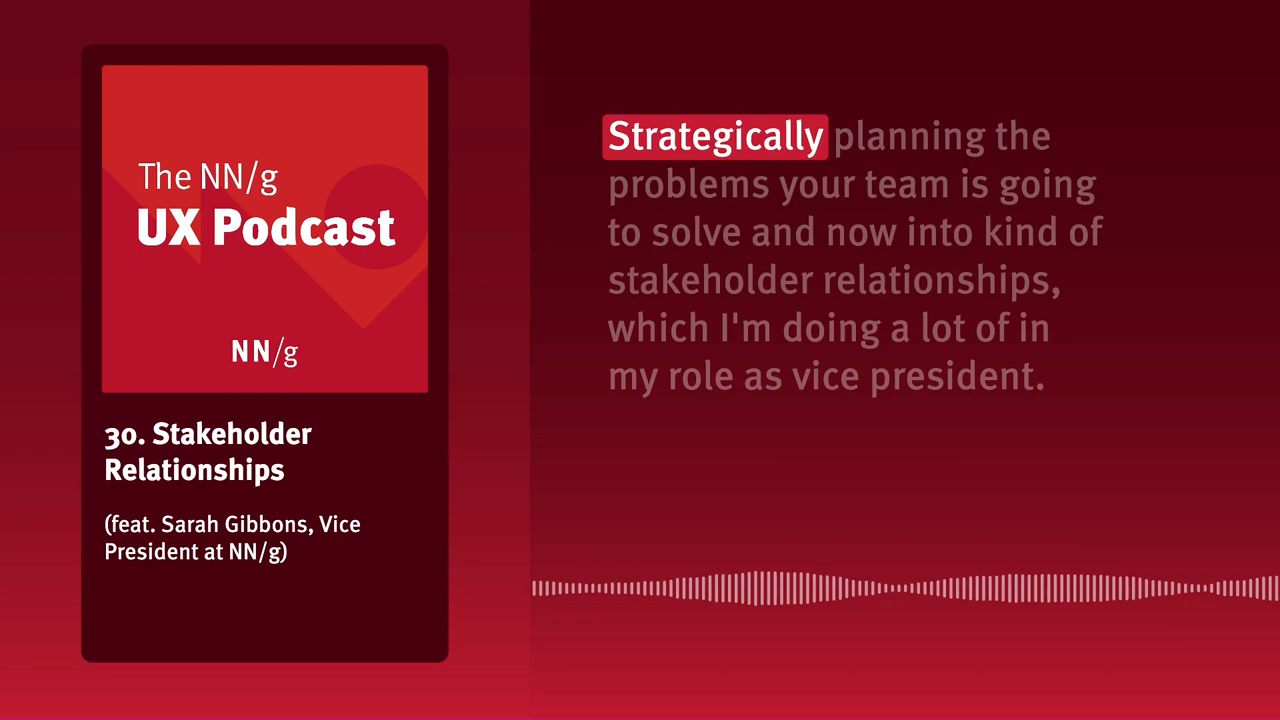 The NN/g
UX Podcast
NN/g
30. Stakeholder
Relationships
(feat. Sarah Gibbons, Vice
President at NN/g)
Strategically planning the
problems your team is going
to solve and now into kind of
stakeholder relationships,
which I'm doing a lot of in
my role as vice president.